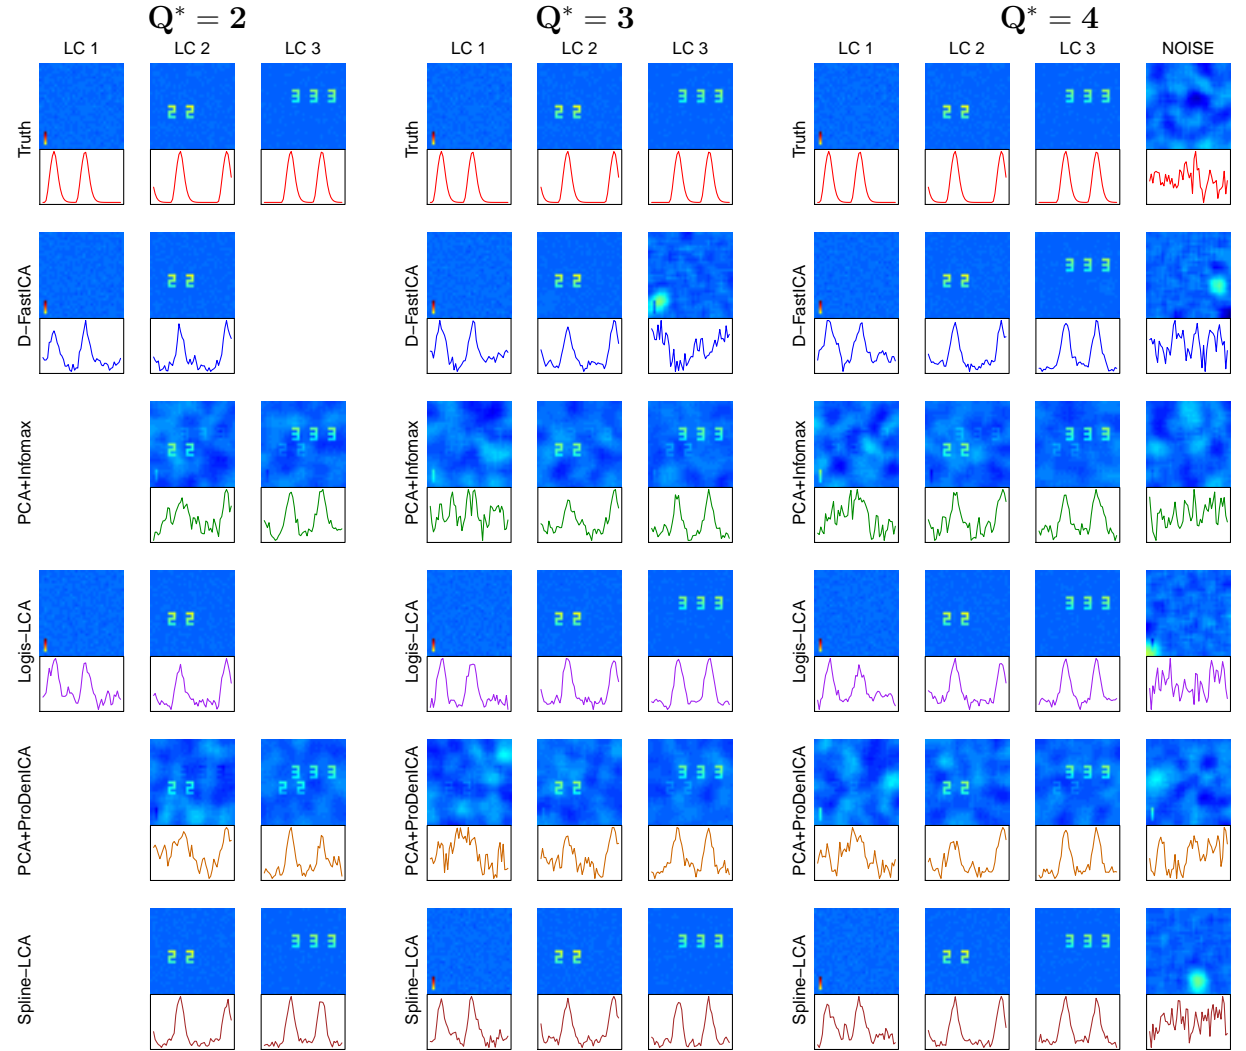 Q* = 2 Q* = 3 Q* = 4
LC 1 LC 2 LC 3 LC 1 LC 2 LC 3 LC 1 LC 2 LC 3 NOISE
Truth Truth Truth
2 2 3 3 3 2 2 3 3 3 2 2 3 3 3
D−FastICA D−FastICA D−FastICA
2 2 2 2 2 2 3 3 3
PCA+Infomax PCA+Infomax PCA+Infomax
2 2 3 3 3 2 2 3 3 3 2 2 3 3 3
Logis−LCA Logis−LCA Logis−LCA
2 2 2 2 3 3 3 2 2 3 3 3
PCA+ProDenICA PCA+ProDenICA PCA+ProDenICA
2 2 2 2 3 3 3 2 2 3 3 3 2 2 3 3 3
Spline−LCA Spline−LCA Spline−LCA
2 2 3 3 3 2 2 3 3 3 2 2 3 3 3